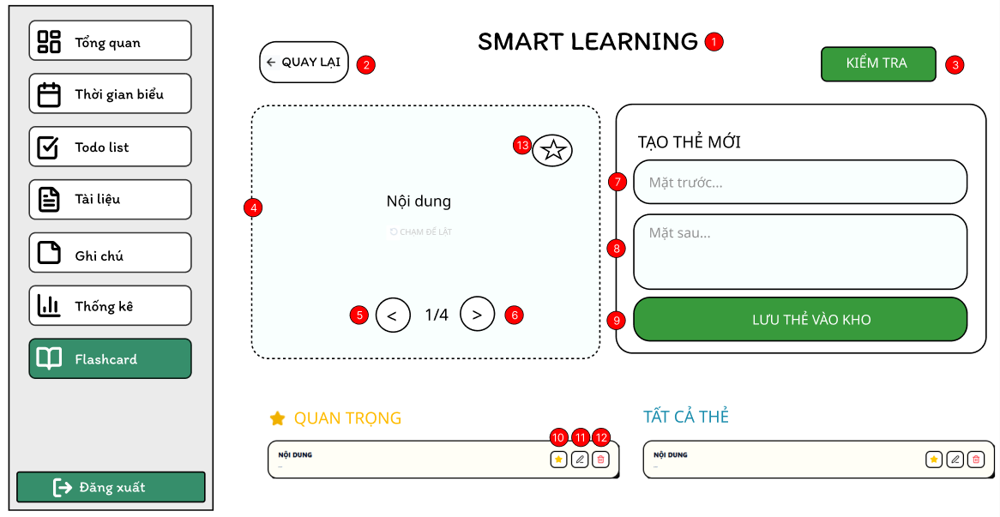 Tổng quan
Thời gian biểu
Todo list
Tài liệu
Ghi chú
Thống kê
Flashcard
Đăng xuất
SMART LEARNING 1
← QUAY LẠI 2
KIỂM TRA 3
13
4
Nội dung
CHẠM ĐỂ LẬT
5 < 1/4 > 6
TẠO THẺ MỚI
7 Mặt trước...
8 Mặt sau...
9 LƯU THẺ VÀO KHO
QUAN TRỌNG
10 11 12
NỘI DUNG
...
TẤT CẢ THẺ
NỘI DUNG
...